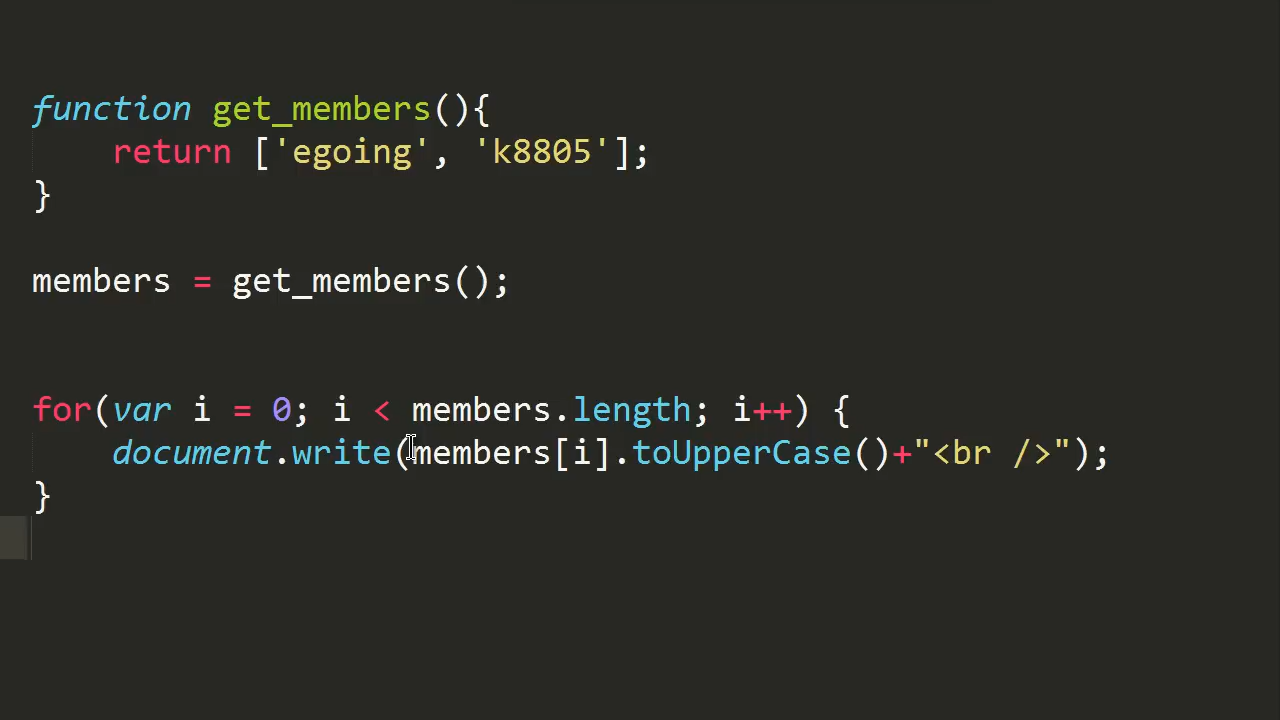 function get_members(){
    return ['egoing', 'k8805'];
}
members = get_members();
for(var i = 0; i < members.length; i++) {
    document.write(members[i].toUpperCase()+"<br />");
}